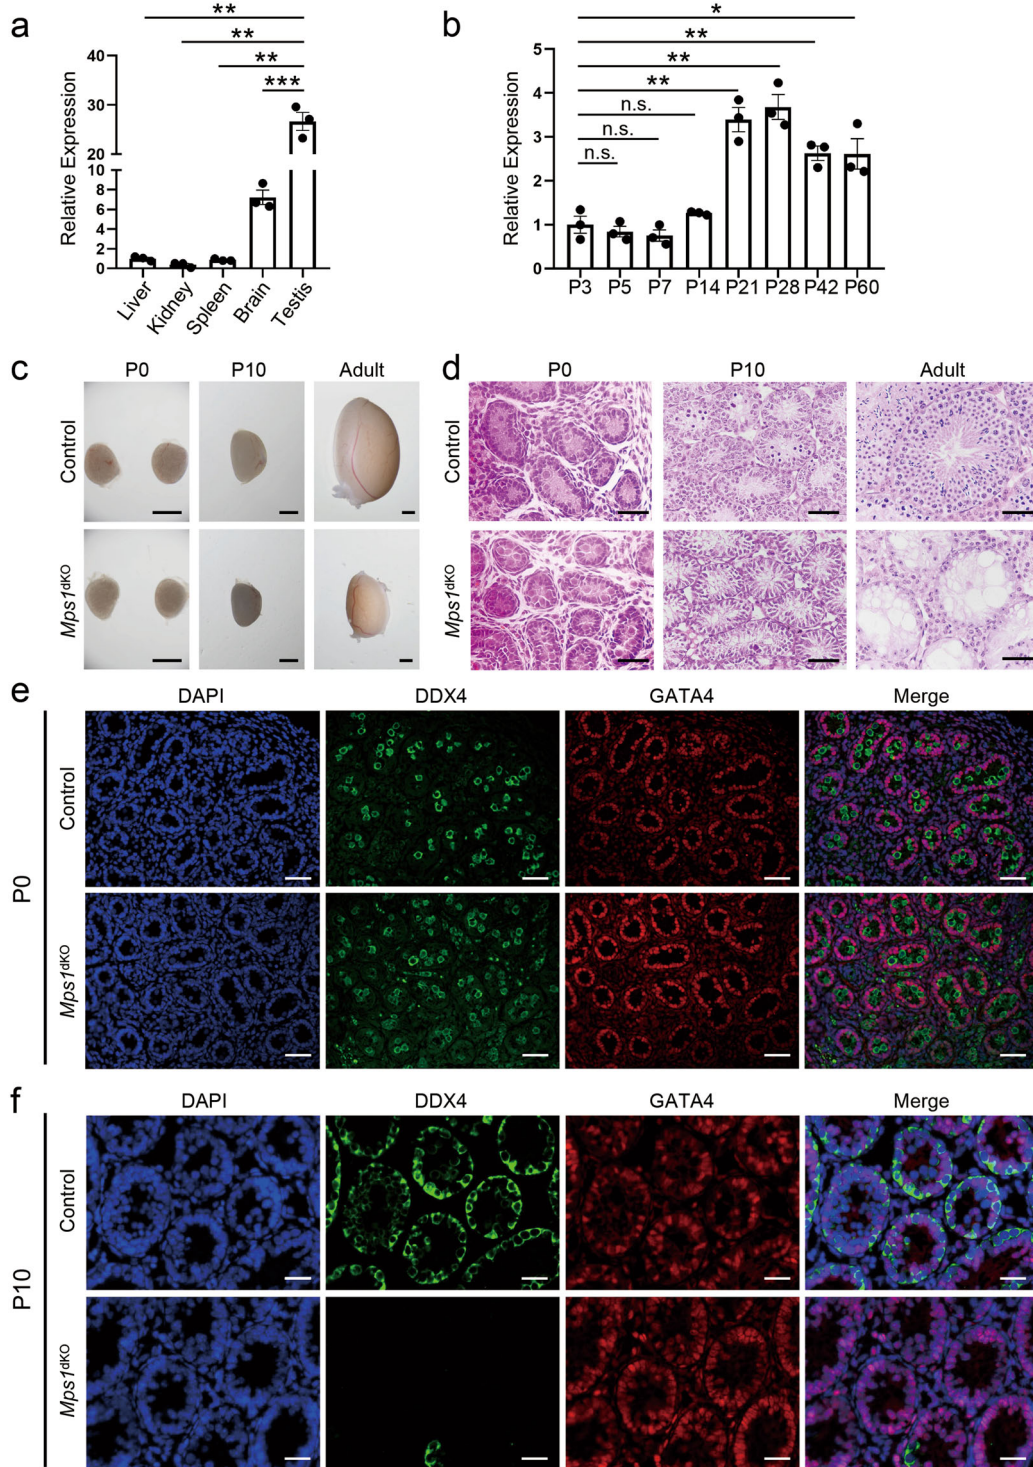 a
**
**
**
***
Relative Expression
40
30
20
10
8
6
4
2
0
Liver
Kidney
Spleen
Brain
Testis
b
*
**
**
**
n.s.
n.s.
n.s.
Relative Expression
5
4
3
2
1
0
P3 P5 P7 P14 P21 P28 P42 P60
c
P0 P10 Adult
Control
Mps1dKO
d
P0 P10 Adult
Control
Mps1dKO
e
DAPI DDX4 GATA4 Merge
P0
Control
Mps1dKO
f
DAPI DDX4 GATA4 Merge
P10
Control
Mps1dKO